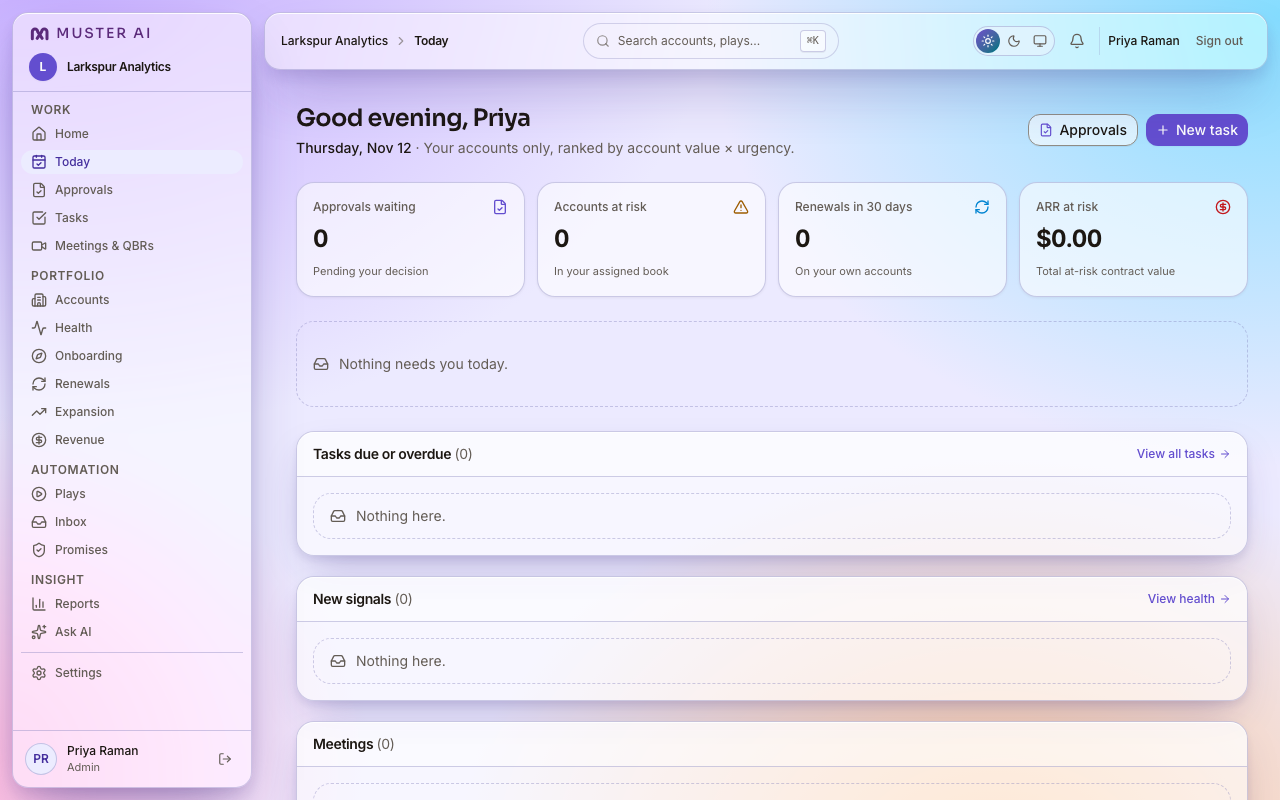 MUSTER AI
L Larkspur Analytics
WORK
Home
Today
Approvals
Tasks
Meetings & QBRs
PORTFOLIO
Accounts
Health
Onboarding
Renewals
Expansion
Revenue
AUTOMATION
Plays
Inbox
Promises
INSIGHT
Reports
Ask AI
Settings
PR Priya Raman
Admin
Larkspur Analytics > Today
Search accounts, plays... ⌘K
Priya Raman Sign out
Good evening, Priya
Thursday, Nov 12 · Your accounts only, ranked by account value × urgency.
Approvals
+ New task
Approvals waiting
0
Pending your decision
Accounts at risk
0
In your assigned book
Renewals in 30 days
0
On your own accounts
ARR at risk
$0.00
Total at-risk contract value
Nothing needs you today.
Tasks due or overdue (0) View all tasks →
Nothing here.
New signals (0) View health →
Nothing here.
Meetings (0)